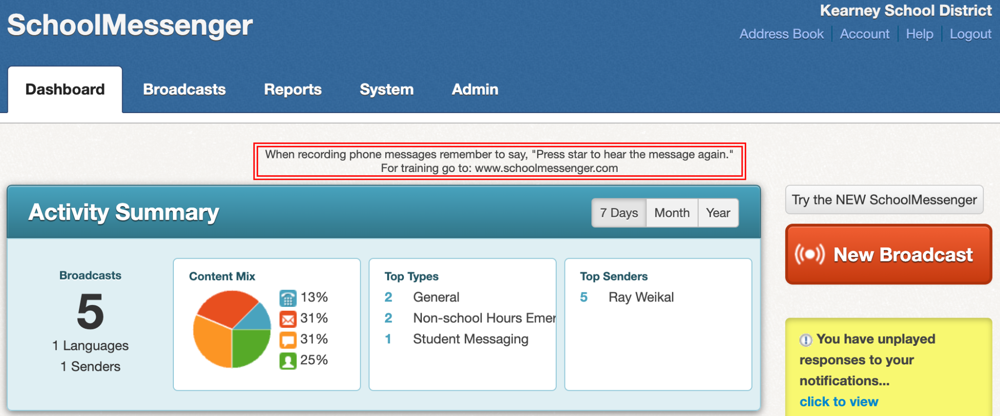 SchoolMessenger
Kearney School District
Address Book
Account
Help
Logout
Dashboard
Broadcasts
Reports
System
Admin
When recording phone messages remember to say, "Press star to hear the message again."
For training go to: www.schoolmessenger.com
Activity Summary
7 Days
Month
Year
Try the NEW SchoolMessenger
New Broadcast
Broadcasts
5
1 Languages
1 Senders
Content Mix
13%
31%
31%
25%
Top Types
2 General
2 Non-school Hours Emer
1 Student Messaging
Top Senders
5 Ray Weikal
You have unplayed
responses to your
notifications...
click to view